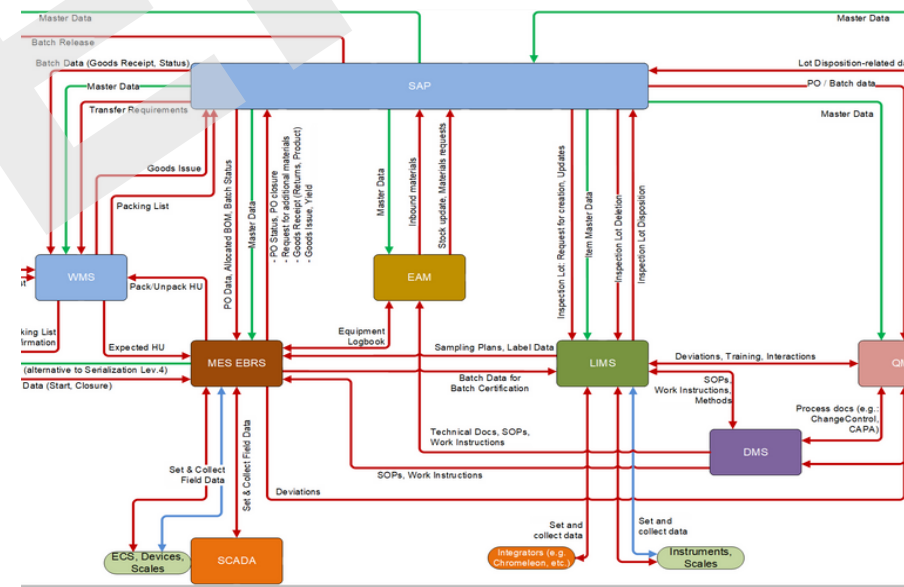 Master Data
Master Data
Batch Release
Batch Data (Goods Receipt, Status)
Lot Disposition-related
SAP
Master Data
PO / Batch data
Transfer Requirements
Master Data
Goods Issue
Packing List
PO Data, Allocated BOM, Batch Status
Master Data
- PO Status, PO closure
- Request for additional materials
- Goods Receipt (Returns, Product)
- Goods Issue, Yield
Master Data
Inbound materials
Stock update, Materials requests
Inspection Lot: Request for creation, Updates
Item Master Data
Inspection Lot Deletion
Inspection Lot Disposition
WMS
EAM
Pack/Unpack HU
king List
firmation
Expected HU
Equipment
Logbook
Sampling Plans, Label Data
Deviations, Training, Interactions
MES EBRS
LIMS
(alternative to Serialization Lev.4)
Data (Start, Closure)
Batch Data for
Batch Certification
SOPs,
Work Instructions,
Methods
Process docs (e.g.:
ChangeControl,
CAPA)
Technical Docs, SOPs,
Work Instructions
DMS
Set & Collect
Field Data
Set & Collect Field Data
SOPs, Work Instructions
Deviations
Set and
collect data
Set and
collect data
ECS, Devices,
Scales
SCADA
Integrators (e.g.
Chromeleon, etc.)
Instruments,
Scales